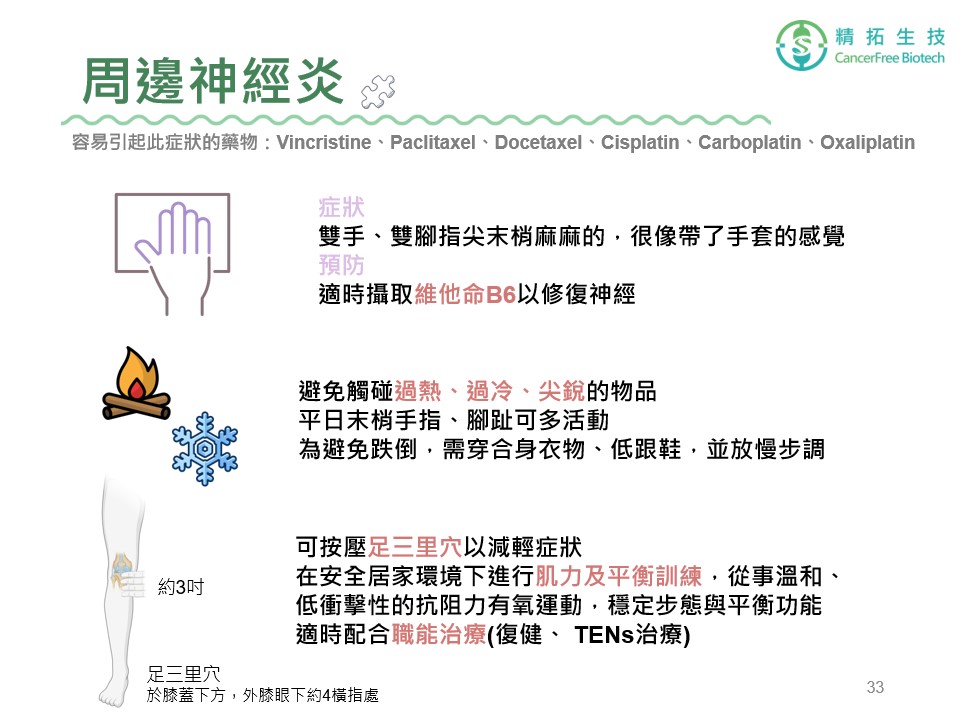 精拓生技
CancerFree Biotech
周邊神經炎
容易引起此症狀的藥物：Vincristine、Paclitaxel、Docetaxel、Cisplatin、Carboplatin、Oxaliplatin
症狀
雙手、雙腳指尖末梢麻麻的，很像帶了手套的感覺
預防
適時攝取維他命B6以修復神經
避免觸碰過熱、過冷、尖銳的物品
平日末梢手指、腳趾可多活動
為避免跌倒，需穿合身衣物、低跟鞋，並放慢步調
可按壓足三里穴以減輕症狀
在安全居家環境下進行肌力及平衡訓練，從事溫和、
低衝擊性的抗阻力有氧運動，穩定步態與平衡功能
適時配合職能治療(復健、 TENs治療)
約3吋
足三里穴
於膝蓋下方，外膝眼下約4橫指處
33